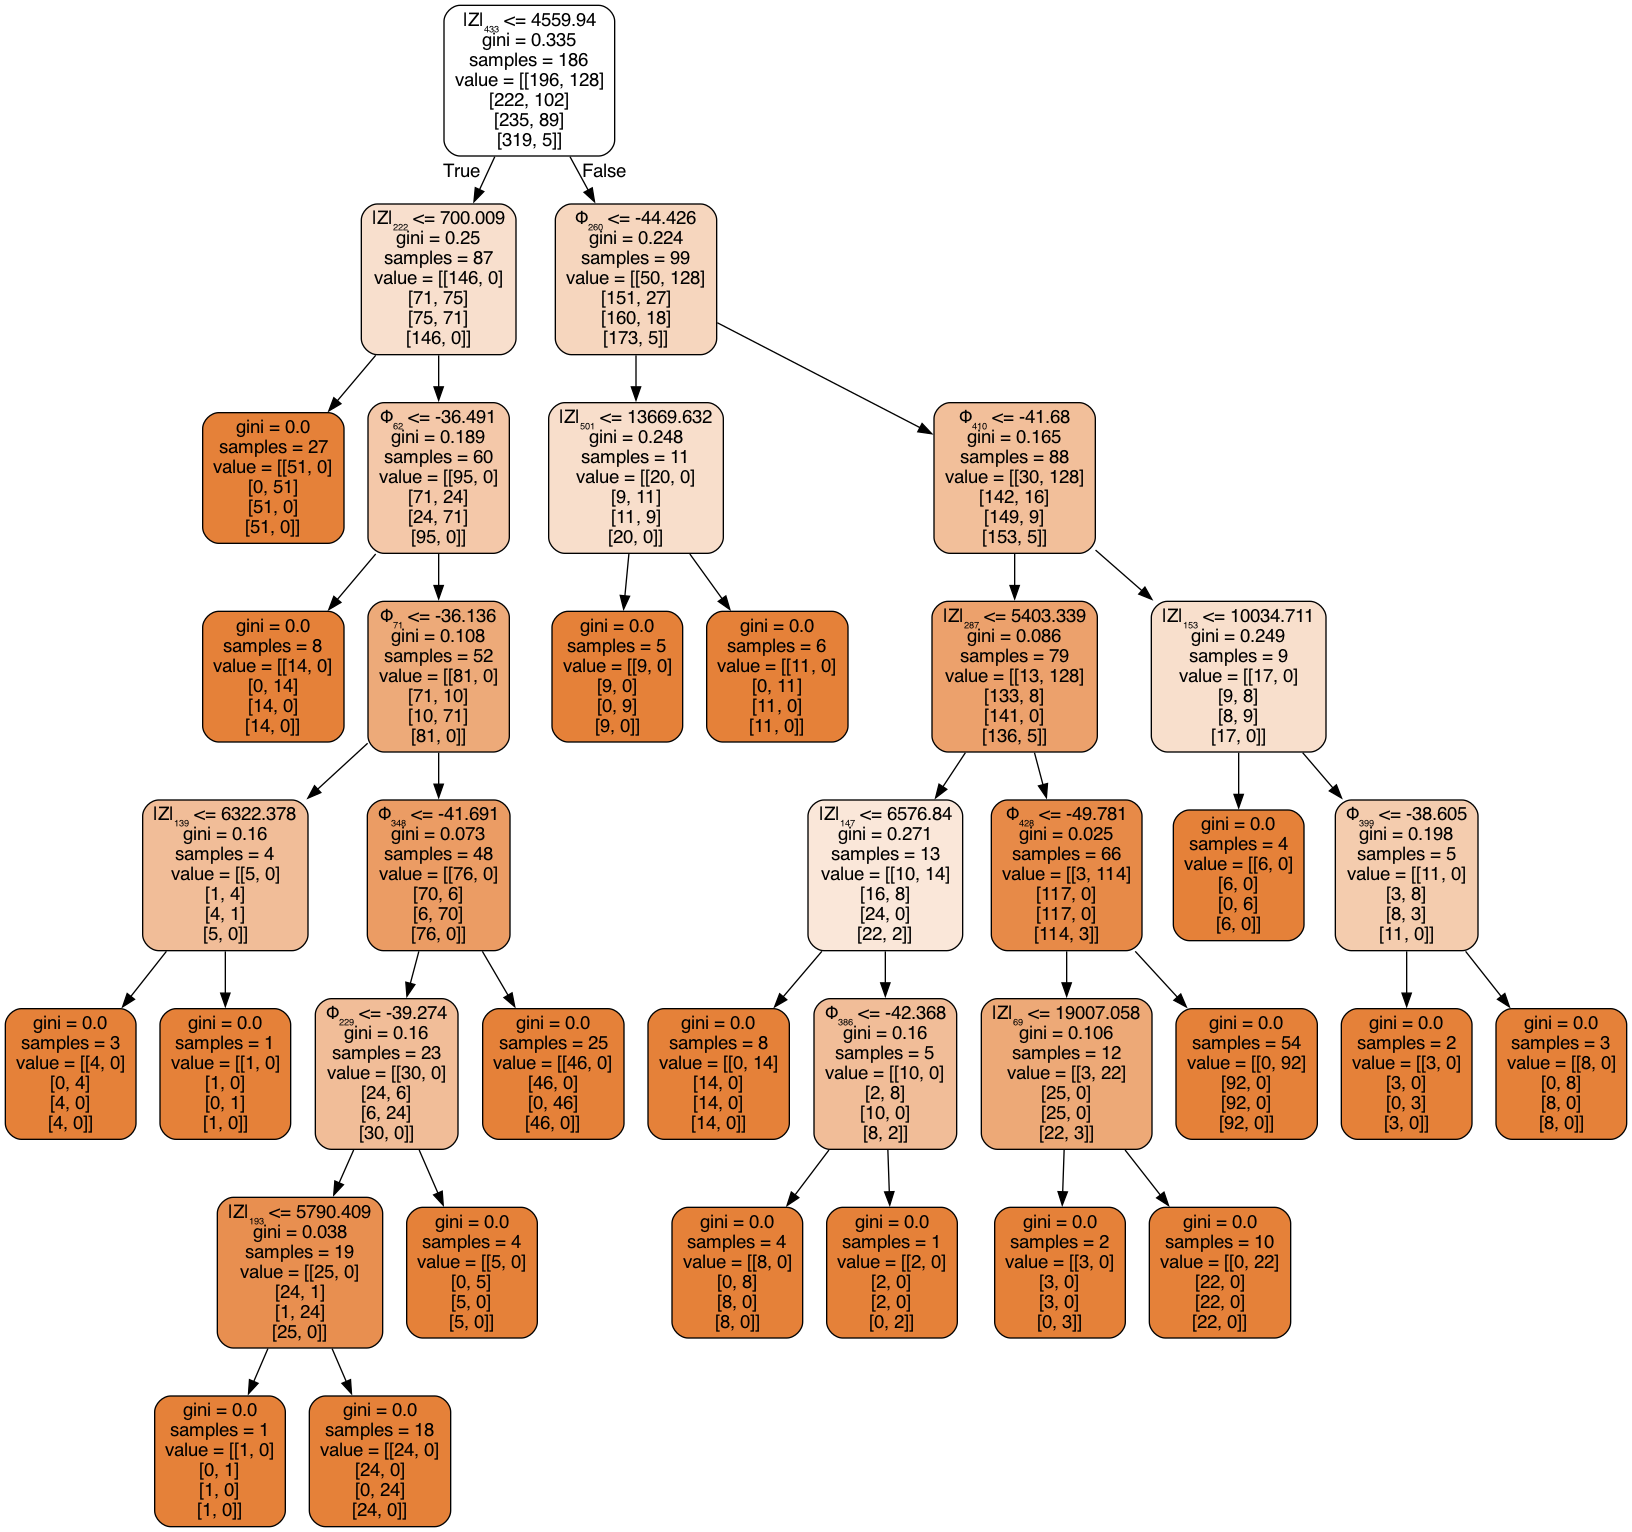 |Z|₄₃₃ <= 4559.94
gini = 0.335
samples = 186
value = [[196, 128]
[222, 102]
[235, 89]
[319, 5]]
True
False
|Z|₂₂₂ <= 700.009
gini = 0.25
samples = 87
value = [[146, 0]
[71, 75]
[75, 71]
[146, 0]]
Φ₂₆₀ <= -44.426
gini = 0.224
samples = 99
value = [[50, 128]
[151, 27]
[160, 18]
[173, 5]]
gini = 0.0
samples = 27
value = [[51, 0]
[0, 51]
[51, 0]
[51, 0]]
Φ₆₂ <= -36.491
gini = 0.189
samples = 60
value = [[95, 0]
[71, 24]
[24, 71]
[95, 0]]
|Z|₅₀₁ <= 13669.632
gini = 0.248
samples = 11
value = [[20, 0]
[9, 11]
[11, 9]
[20, 0]]
Φ₄₁₀ <= -41.68
gini = 0.165
samples = 88
value = [[30, 128]
[142, 16]
[149, 9]
[153, 5]]
gini = 0.0
samples = 8
value = [[14, 0]
[0, 14]
[14, 0]
[14, 0]]
Φ₇₁ <= -36.136
gini = 0.108
samples = 52
value = [[81, 0]
[71, 10]
[10, 71]
[81, 0]]
gini = 0.0
samples = 5
value = [[9, 0]
[9, 0]
[0, 9]
[9, 0]]
gini = 0.0
samples = 6
value = [[11, 0]
[0, 11]
[11, 0]
[11, 0]]
|Z|₂₈₇ <= 5403.339
gini = 0.086
samples = 79
value = [[13, 128]
[133, 8]
[141, 0]
[136, 5]]
|Z|₁₅₃ <= 10034.711
gini = 0.249
samples = 9
value = [[17, 0]
[9, 8]
[8, 9]
[17, 0]]
|Z|₁₃₉ <= 6322.378
gini = 0.16
samples = 4
value = [[5, 0]
[1, 4]
[4, 1]
[5, 0]]
Φ₃₄₈ <= -41.691
gini = 0.073
samples = 48
value = [[76, 0]
[70, 6]
[6, 70]
[76, 0]]
|Z|₁₄₇ <= 6576.84
gini = 0.271
samples = 13
value = [[10, 14]
[16, 8]
[24, 0]
[22, 2]]
Φ₄₂₈ <= -49.781
gini = 0.025
samples = 66
value = [[3, 114]
[117, 0]
[117, 0]
[114, 3]]
gini = 0.0
samples = 4
value = [[6, 0]
[6, 0]
[0, 6]
[6, 0]]
Φ₃₉₉ <= -38.605
gini = 0.198
samples = 5
value = [[11, 0]
[3, 8]
[8, 3]
[11, 0]]
gini = 0.0
samples = 3
value = [[4, 0]
[0, 4]
[4, 0]
[4, 0]]
gini = 0.0
samples = 1
value = [[1, 0]
[1, 0]
[0, 1]
[1, 0]]
Φ₂₂₉ <= -39.274
gini = 0.16
samples = 23
value = [[30, 0]
[24, 6]
[6, 24]
[30, 0]]
gini = 0.0
samples = 25
value = [[46, 0]
[46, 0]
[0, 46]
[46, 0]]
gini = 0.0
samples = 8
value = [[0, 14]
[14, 0]
[14, 0]
[14, 0]]
Φ₃₈₆ <= -42.368
gini = 0.16
samples = 5
value = [[10, 0]
[2, 8]
[10, 0]
[8, 2]]
|Z|₆₉ <= 19007.058
gini = 0.106
samples = 12
value = [[3, 22]
[25, 0]
[25, 0]
[22, 3]]
gini = 0.0
samples = 54
value = [[0, 92]
[92, 0]
[92, 0]
[92, 0]]
gini = 0.0
samples = 2
value = [[3, 0]
[3, 0]
[0, 3]
[3, 0]]
gini = 0.0
samples = 3
value = [[8, 0]
[0, 8]
[8, 0]
[8, 0]]
|Z|₁₉₃ <= 5790.409
gini = 0.038
samples = 19
value = [[25, 0]
[24, 1]
[1, 24]
[25, 0]]
gini = 0.0
samples = 4
value = [[5, 0]
[0, 5]
[5, 0]
[5, 0]]
gini = 0.0
samples = 4
value = [[8, 0]
[0, 8]
[8, 0]
[8, 0]]
gini = 0.0
samples = 1
value = [[2, 0]
[2, 0]
[2, 0]
[0, 2]]
gini = 0.0
samples = 2
value = [[3, 0]
[3, 0]
[3, 0]
[0, 3]]
gini = 0.0
samples = 10
value = [[0, 22]
[22, 0]
[22, 0]
[22, 0]]
gini = 0.0
samples = 1
value = [[1, 0]
[0, 1]
[1, 0]
[1, 0]]
gini = 0.0
samples = 18
value = [[24, 0]
[24, 0]
[0, 24]
[24, 0]]